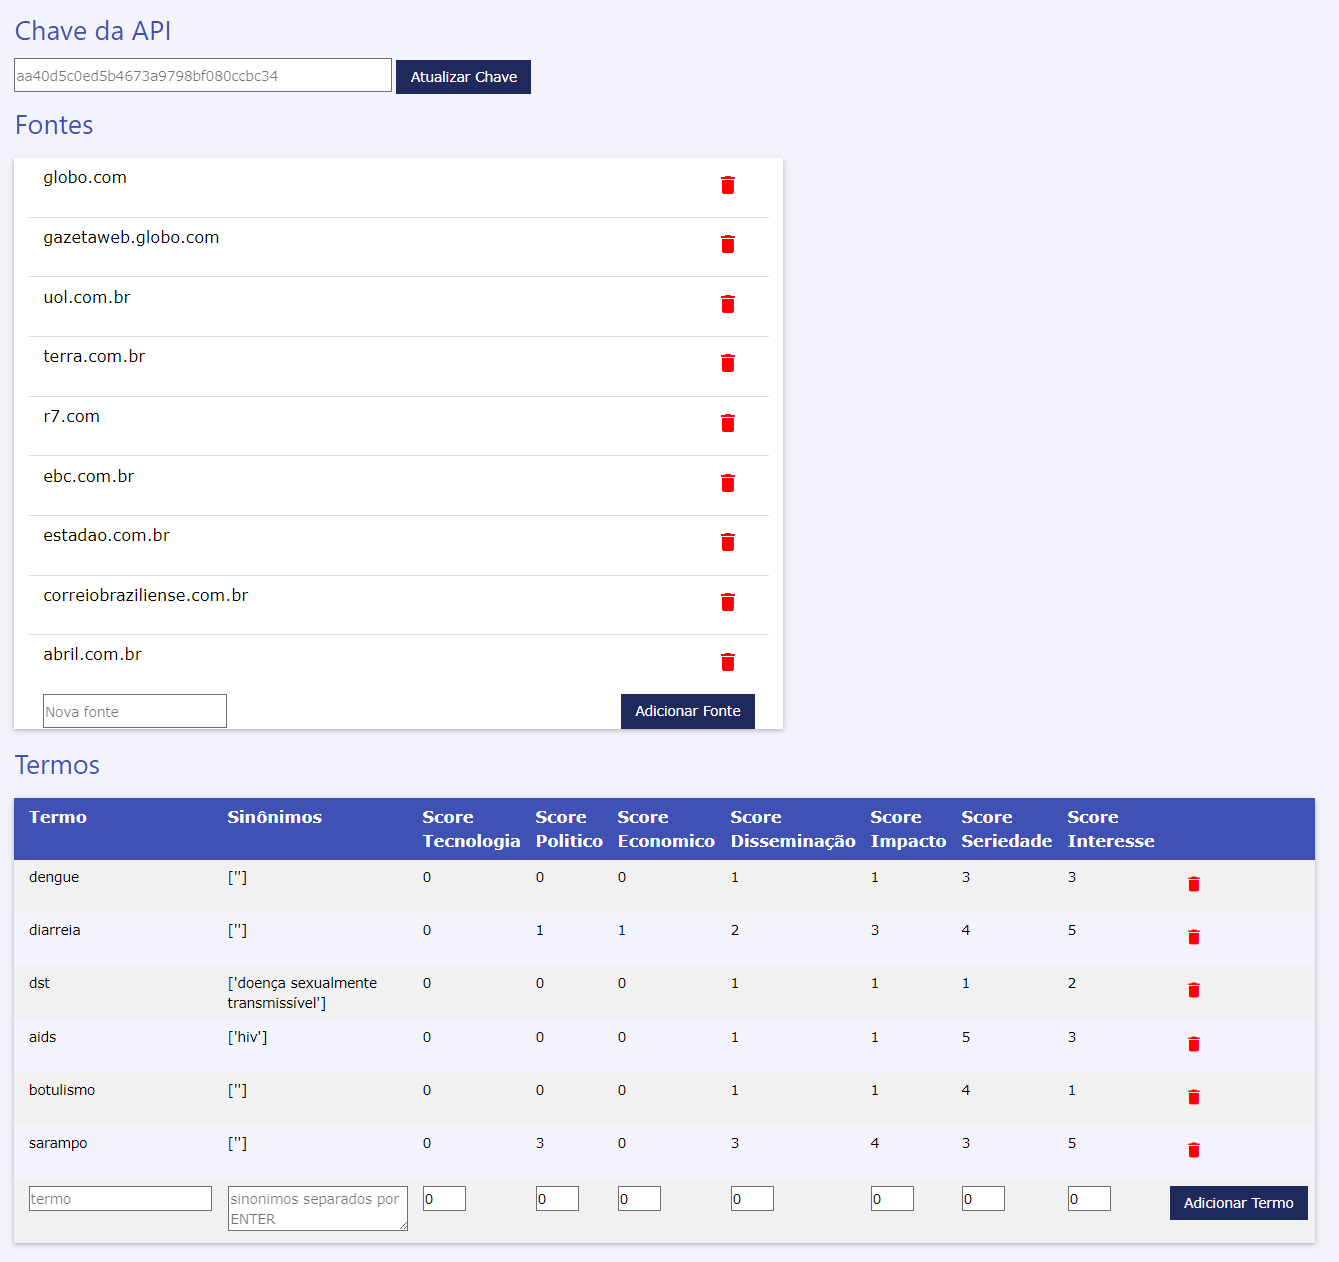 Chave da API
aa40d5c0ed5b4673a9798bf080ccbc34 Atualizar Chave
Fontes
globo.com
gazetaweb.globo.com
uol.com.br
terra.com.br
r7.com
ebc.com.br
estadao.com.br
correiobraziliense.com.br
abril.com.br
Nova fonte Adicionar Fonte
Termos
Termo Sinônimos Score Tecnologia Score Politico Score Economico Score Disseminação Score Impacto Score Seriedade Score Interesse
dengue [''] 0 0 0 1 1 3 3
diarreia [''] 0 1 1 2 3 4 5
dst ['doença sexualmente transmissível'] 0 0 0 1 1 1 2
aids ['hiv'] 0 0 0 1 1 5 3
botulismo [''] 0 0 0 1 1 4 1
sarampo [''] 0 3 0 3 4 3 5
termo sinonimos separados por ENTER 0 0 0 0 0 0 0 Adicionar Termo